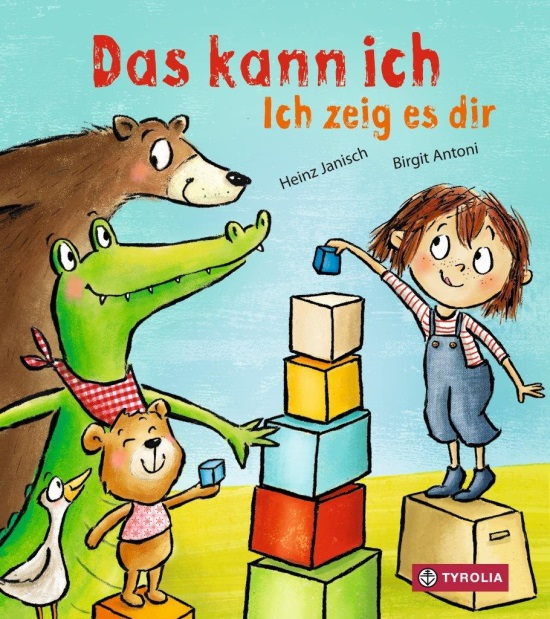 Das kann ich
Ich zeig es dir
Heinz Janisch
Birgit Antoni
TYROLIA